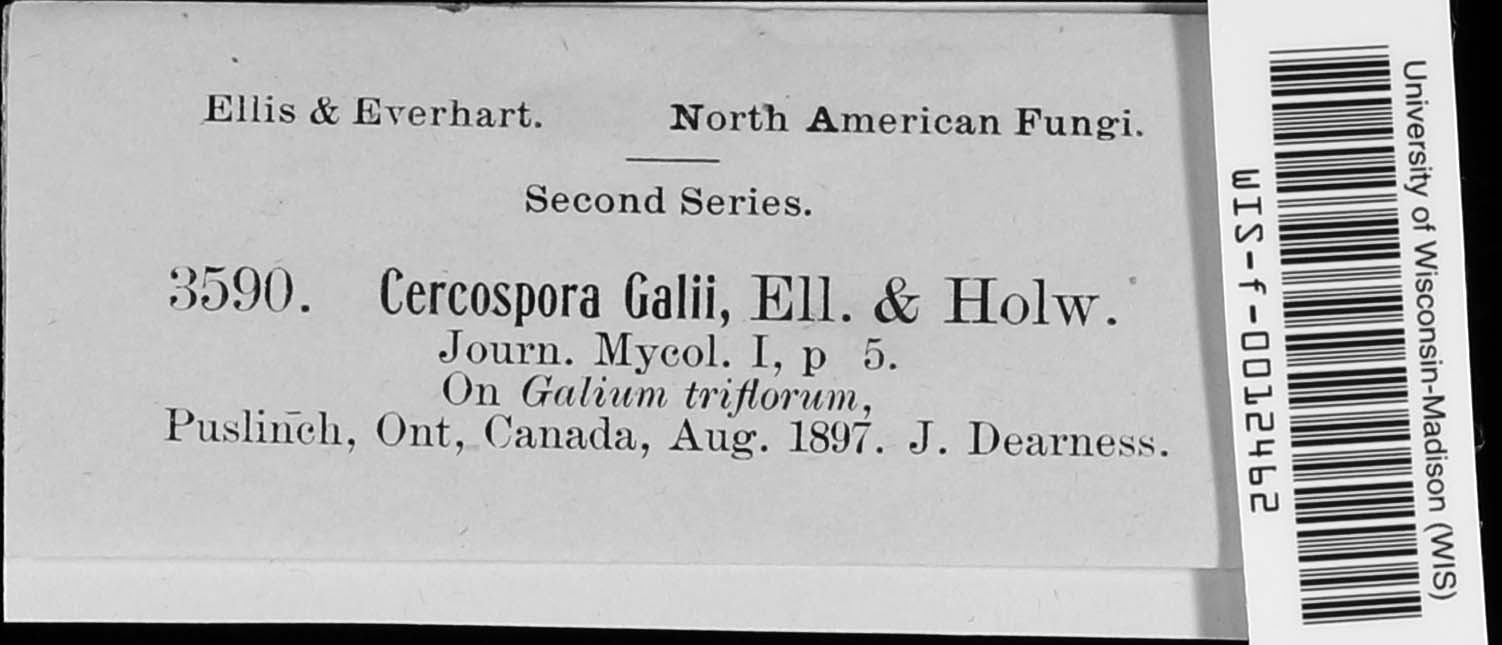 Ellis & Everhart. North American Fungi.
Second Series.
3590. Cercospora Galii, Ell. & Holw.
Journ. Mycol. I, p 5.
On Galium triflorum,
Puslinch, Ont, Canada, Aug. 1897. J. Dearness.
WIS-f-0012462
University of Wisconsin-Madison (WIS)